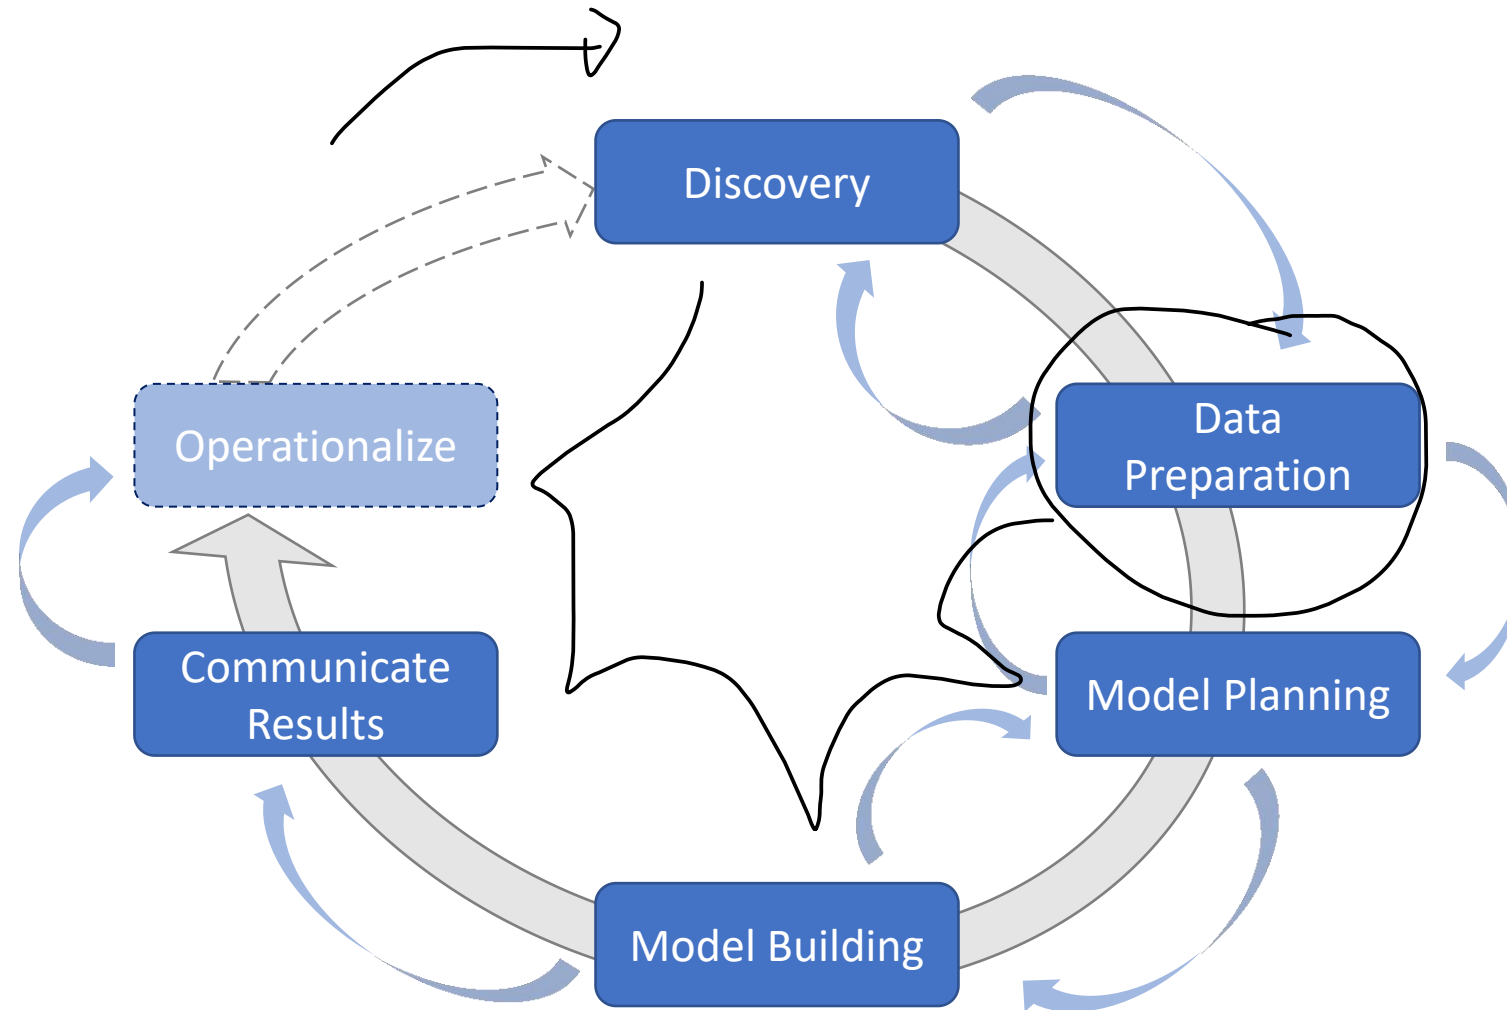 Discovery
Data
Preparation
Model Planning
Model Building
Communicate
Results
Operationalize